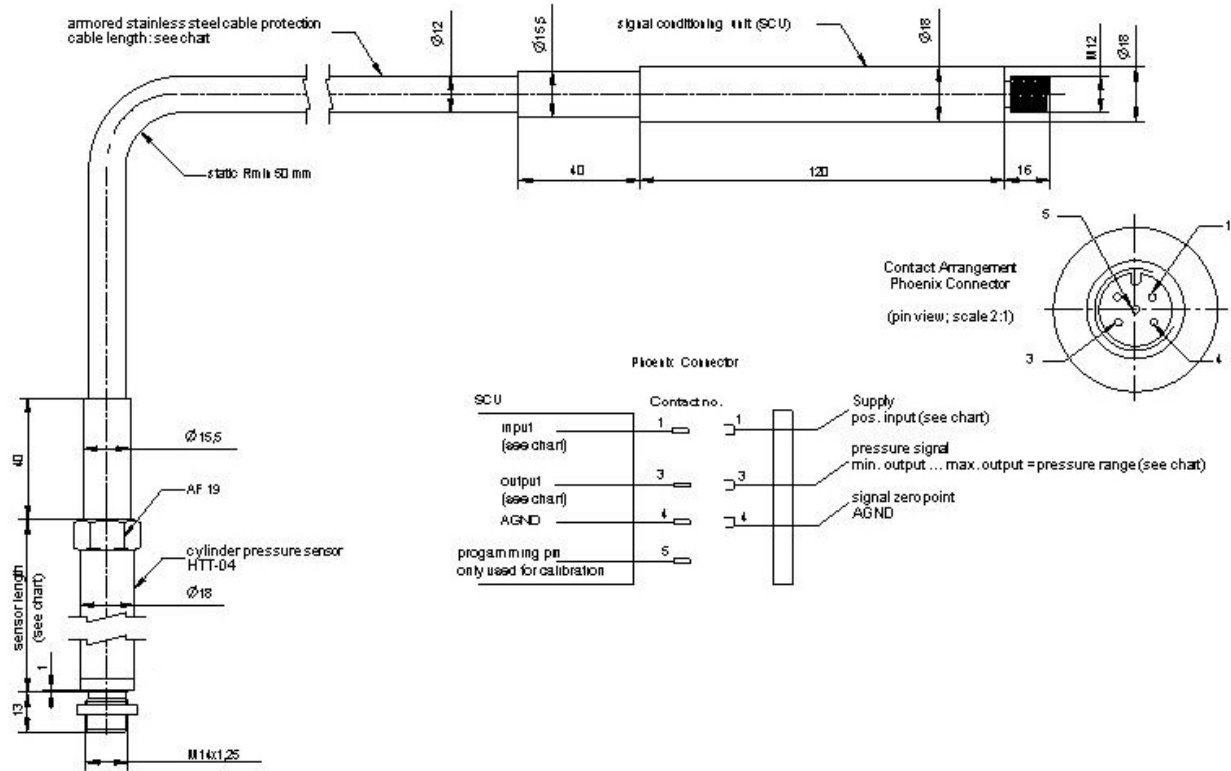 armored stainless steel cable protection
cable length: see chart
Ø12
Ø15,5
signal conditioning unit (SCU)
Ø18
M12
Ø18
static Rmin 50 mm
40
120
16
5
1
Contact Arrangement
Phoenix Connector
(pin view; scale 2:1)
3
4
Phoenix Connector
SCU
Contact no.
input
(see chart)
1
1
Supply
pos. input (see chart)
output
(see chart)
3
3
pressure signal
min. output ... max. output = pressure range (see chart)
AGND
4
4
signal zero point
AGND
progamming pin
only used for calibration
5
40
Ø15,5
AF 19
cylinder pressure sensor
HTT-04
Ø18
sensor length
(see chart)
1
13
M14x1,25